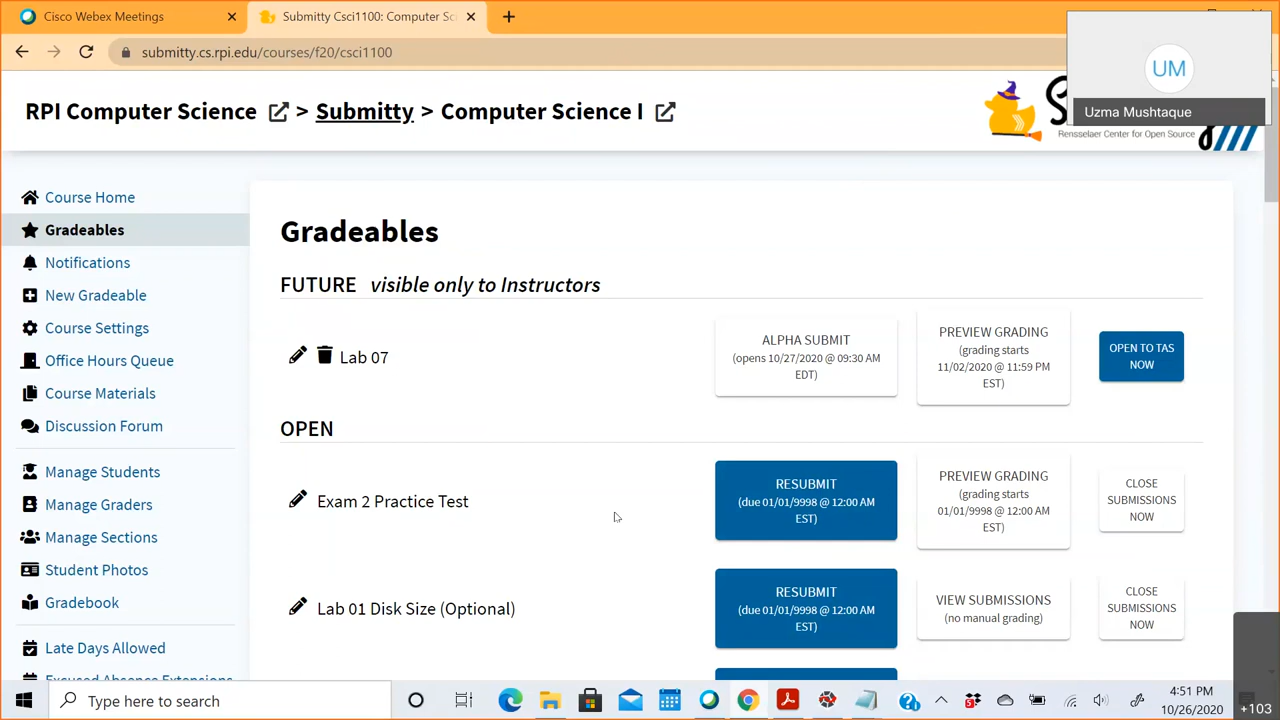 Cisco Webex Meetings
Submitty Csci1100: Computer Sc
submitty.cs.rpi.edu/courses/f20/csci1100
UM
Uzma Mushtaque
RPI Computer Science > Submitty > Computer Science I
Rensselaer Center for Open Source
Course Home
Gradeables
Notifications
New Gradeable
Course Settings
Office Hours Queue
Course Materials
Discussion Forum
Manage Students
Manage Graders
Manage Sections
Student Photos
Gradebook
Late Days Allowed
Excused Absence Extensions
Gradeables
FUTURE visible only to Instructors
Lab 07
ALPHA SUBMIT
(opens 10/27/2020 @ 09:30 AM
EDT)
PREVIEW GRADING
(grading starts
11/02/2020 @ 11:59 PM
EST)
OPEN TO TAS
NOW
OPEN
Exam 2 Practice Test
RESUBMIT
(due 01/01/9998 @ 12:00 AM
EST)
PREVIEW GRADING
(grading starts
01/01/9998 @ 12:00 AM
EST)
CLOSE
SUBMISSIONS
NOW
Lab 01 Disk Size (Optional)
RESUBMIT
(due 01/01/9998 @ 12:00 AM
EST)
VIEW SUBMISSIONS
(no manual grading)
CLOSE
SUBMISSIONS
NOW
Type here to search
4:51 PM
10/26/2020
+103